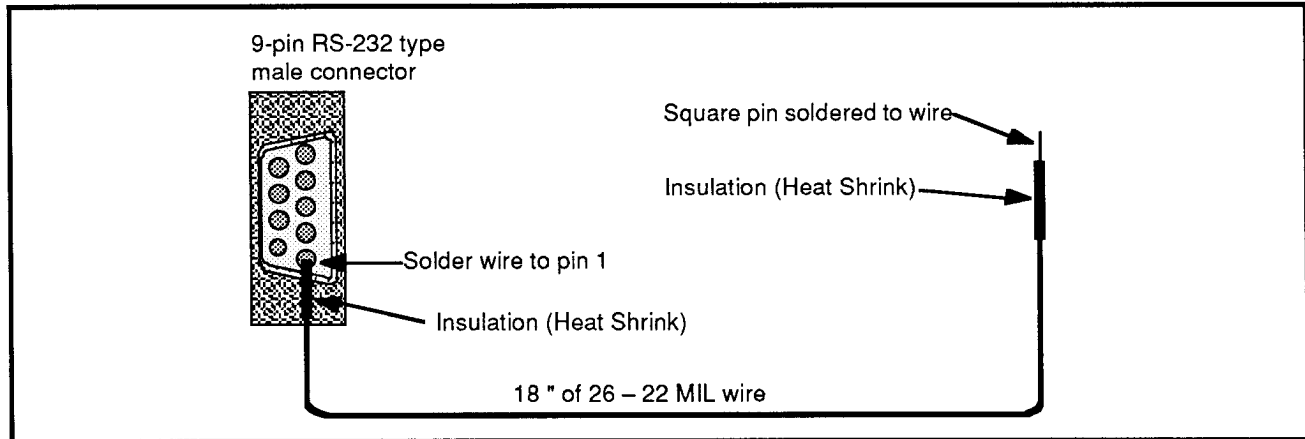 9-pin RS-232 type
male connector
Square pin soldered to wire
Insulation (Heat Shrink)
Solder wire to pin 1
Insulation (Heat Shrink)
18 " of 26 – 22 MIL wire